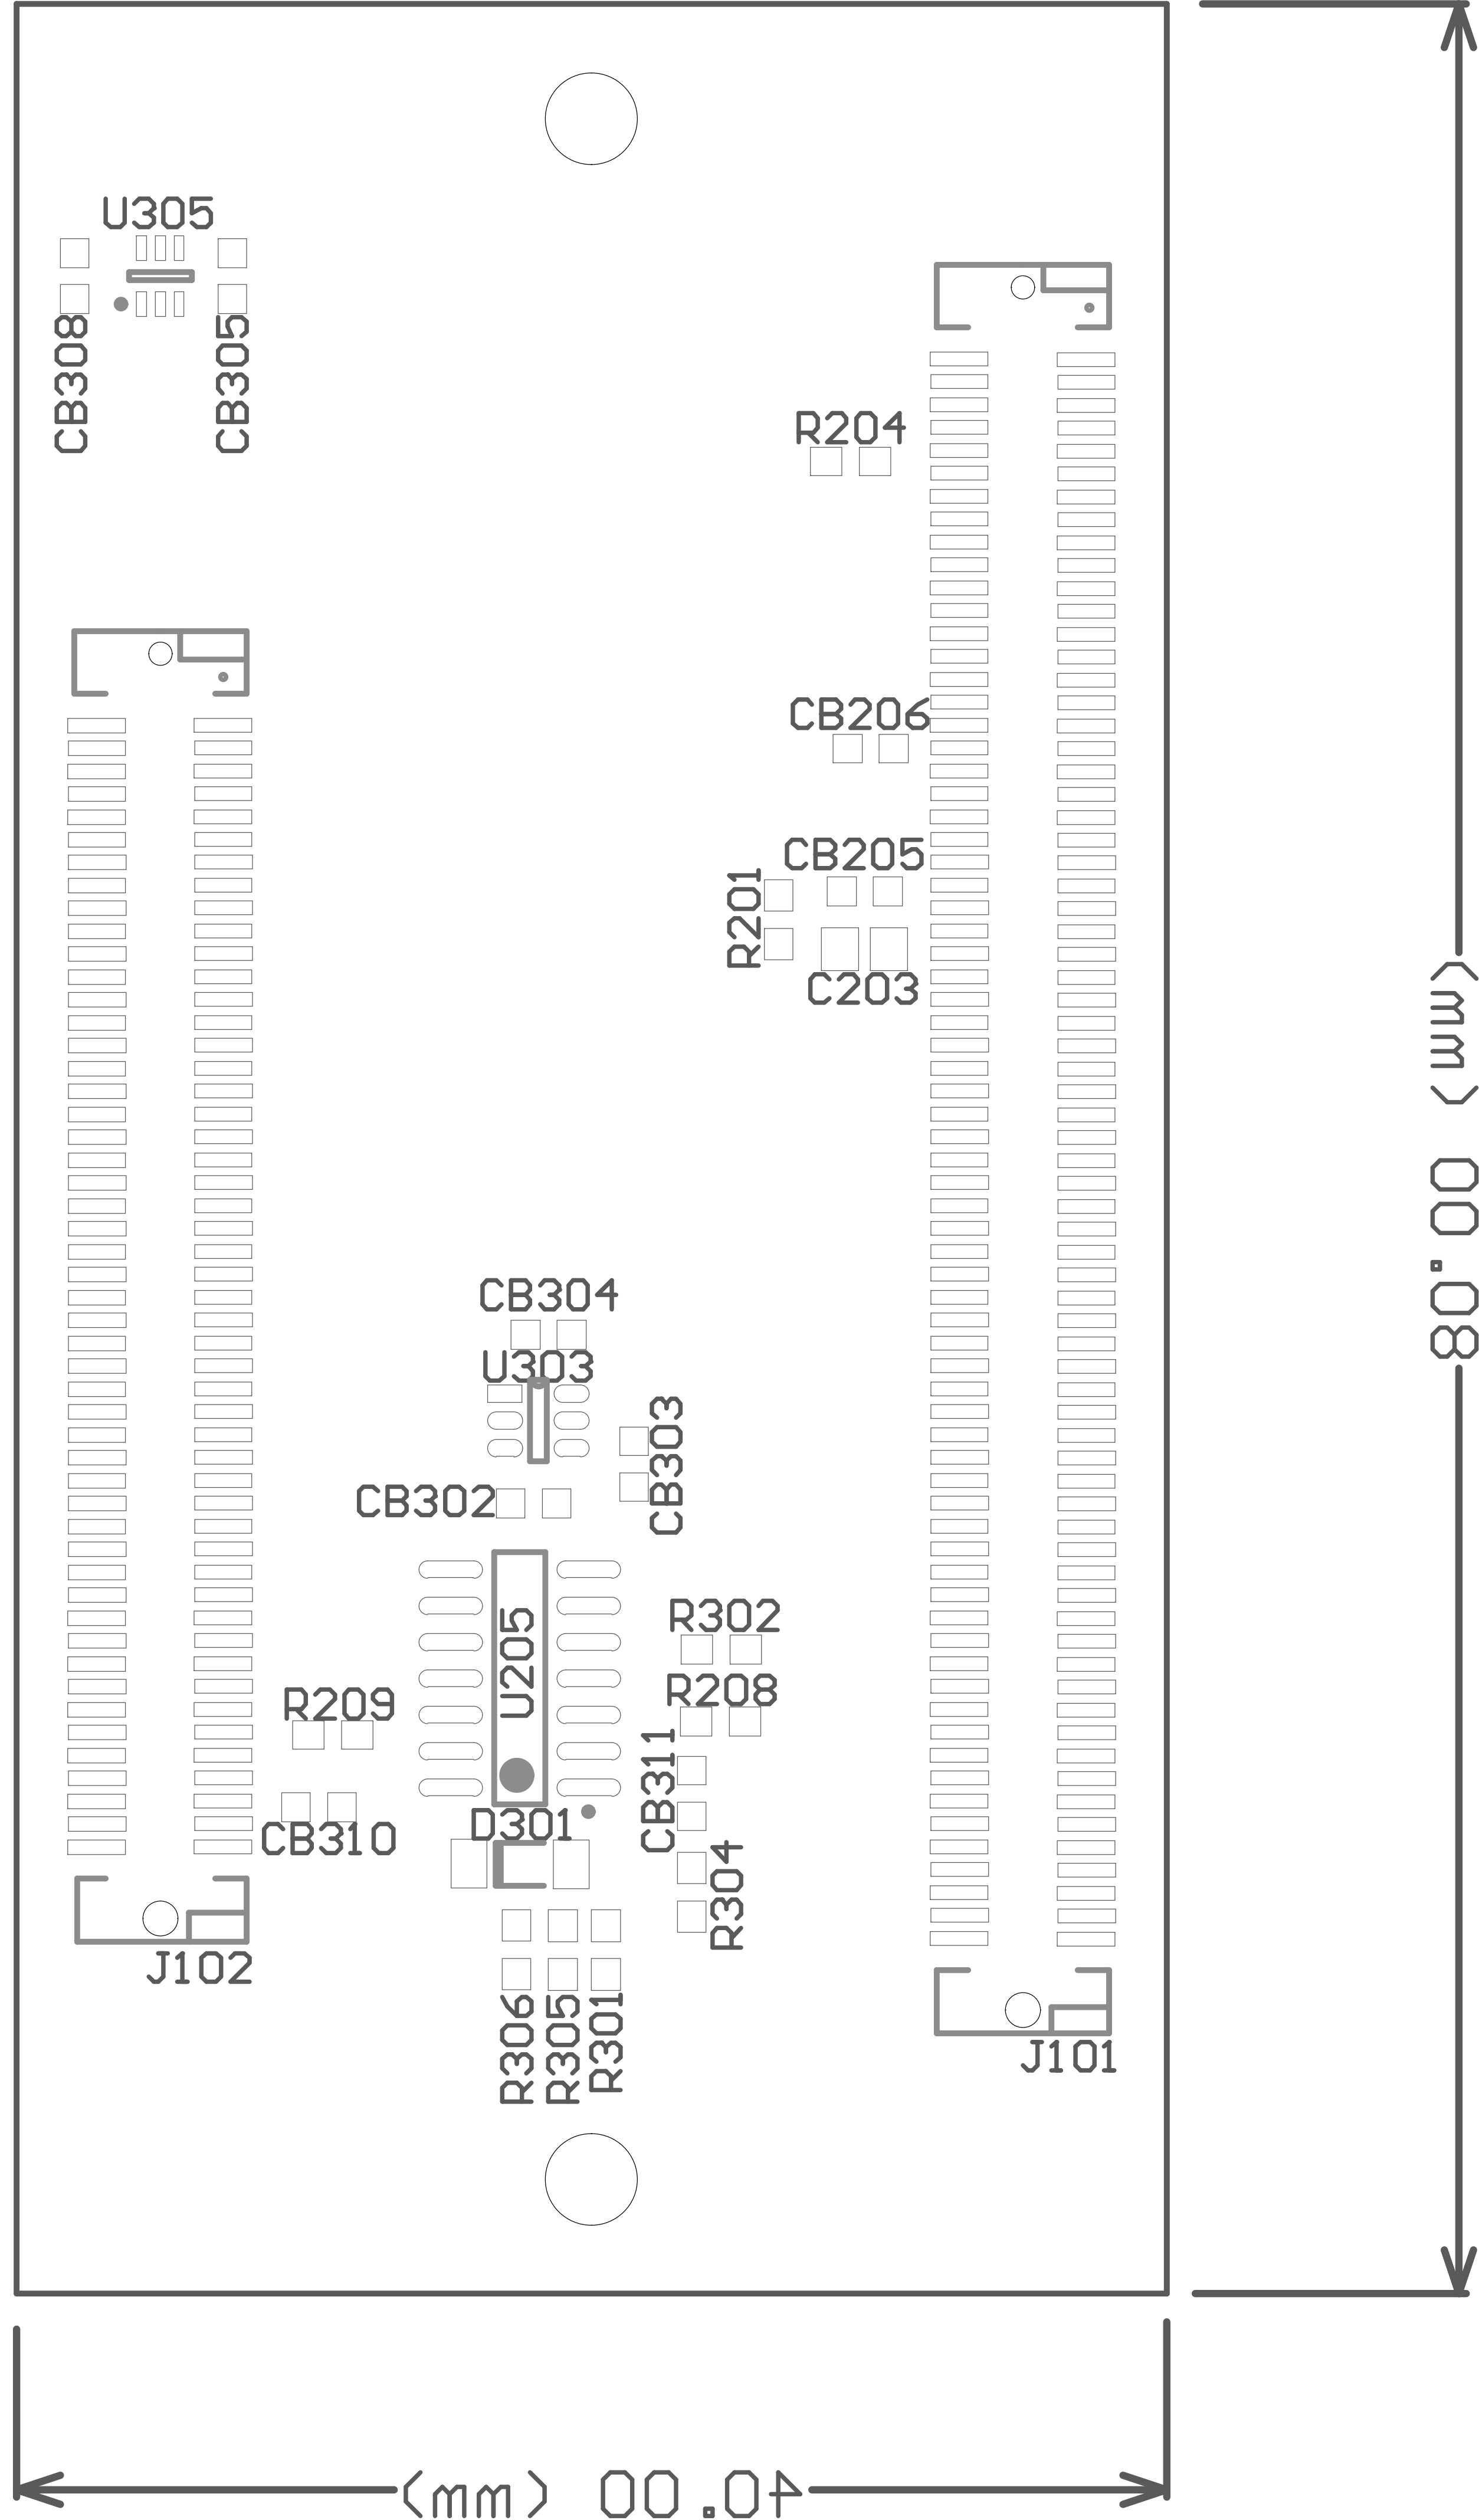 U305
CB308
CB305
R204
CB206
CB205
R201
C203
80.00 (mm)
CB304
U303
CB303
CB302
U205
R302
R208
R209
CB311
CB310
D301
R304
J102
R306
R305
R301
J101
40.00 (mm)